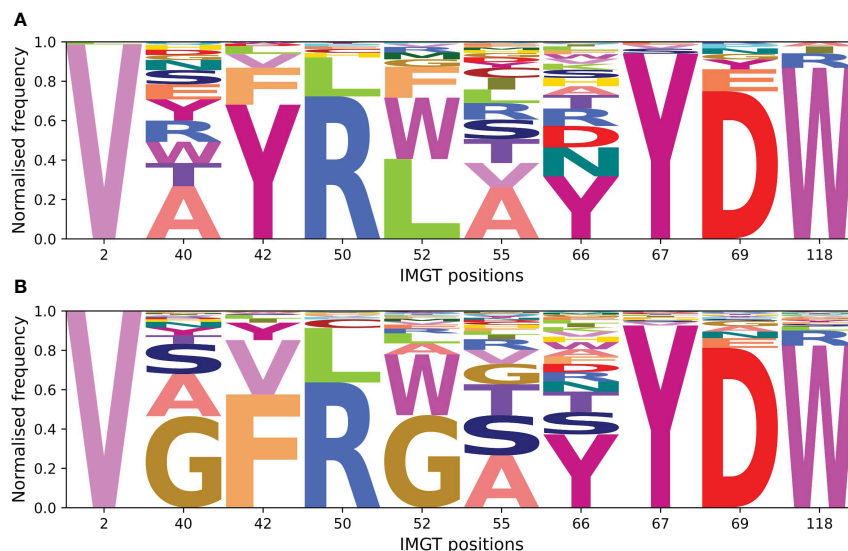 A
1.0
0.8
0.6
0.4
0.2
0.0
Normalised frequency
V
A T W R Y E S N
Y F V L
R L
L W F G
A V T S R L
Y N D R T A
Y
D E Y
W R
2 40 42 50 52 55 66 67 69 118
IMGT positions
B
1.0
0.8
0.6
0.4
0.2
0.0
Normalised frequency
V
G A S T N
F V Y
R L C
G W A L
A S T G V R
Y S T N R D A
Y
D E A
W R
2 40 42 50 52 55 66 67 69 118
IMGT positions